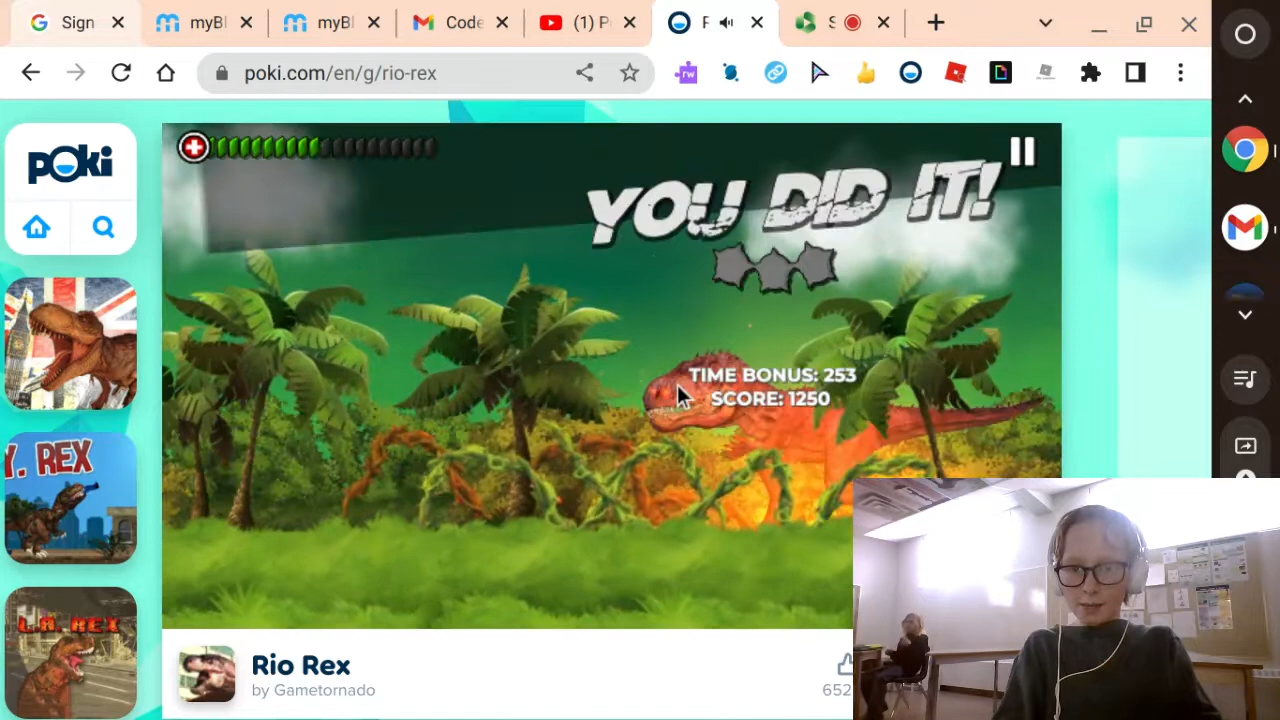 Sign
myBl
myBl
Code
(1) P
F
S
poki.com/en/g/rio-rex
rw
poki
YOU DID IT!
TIME BONUS: 253
SCORE: 1250
Y. REX
L.A. REX
Rio Rex
by Gametornado
652